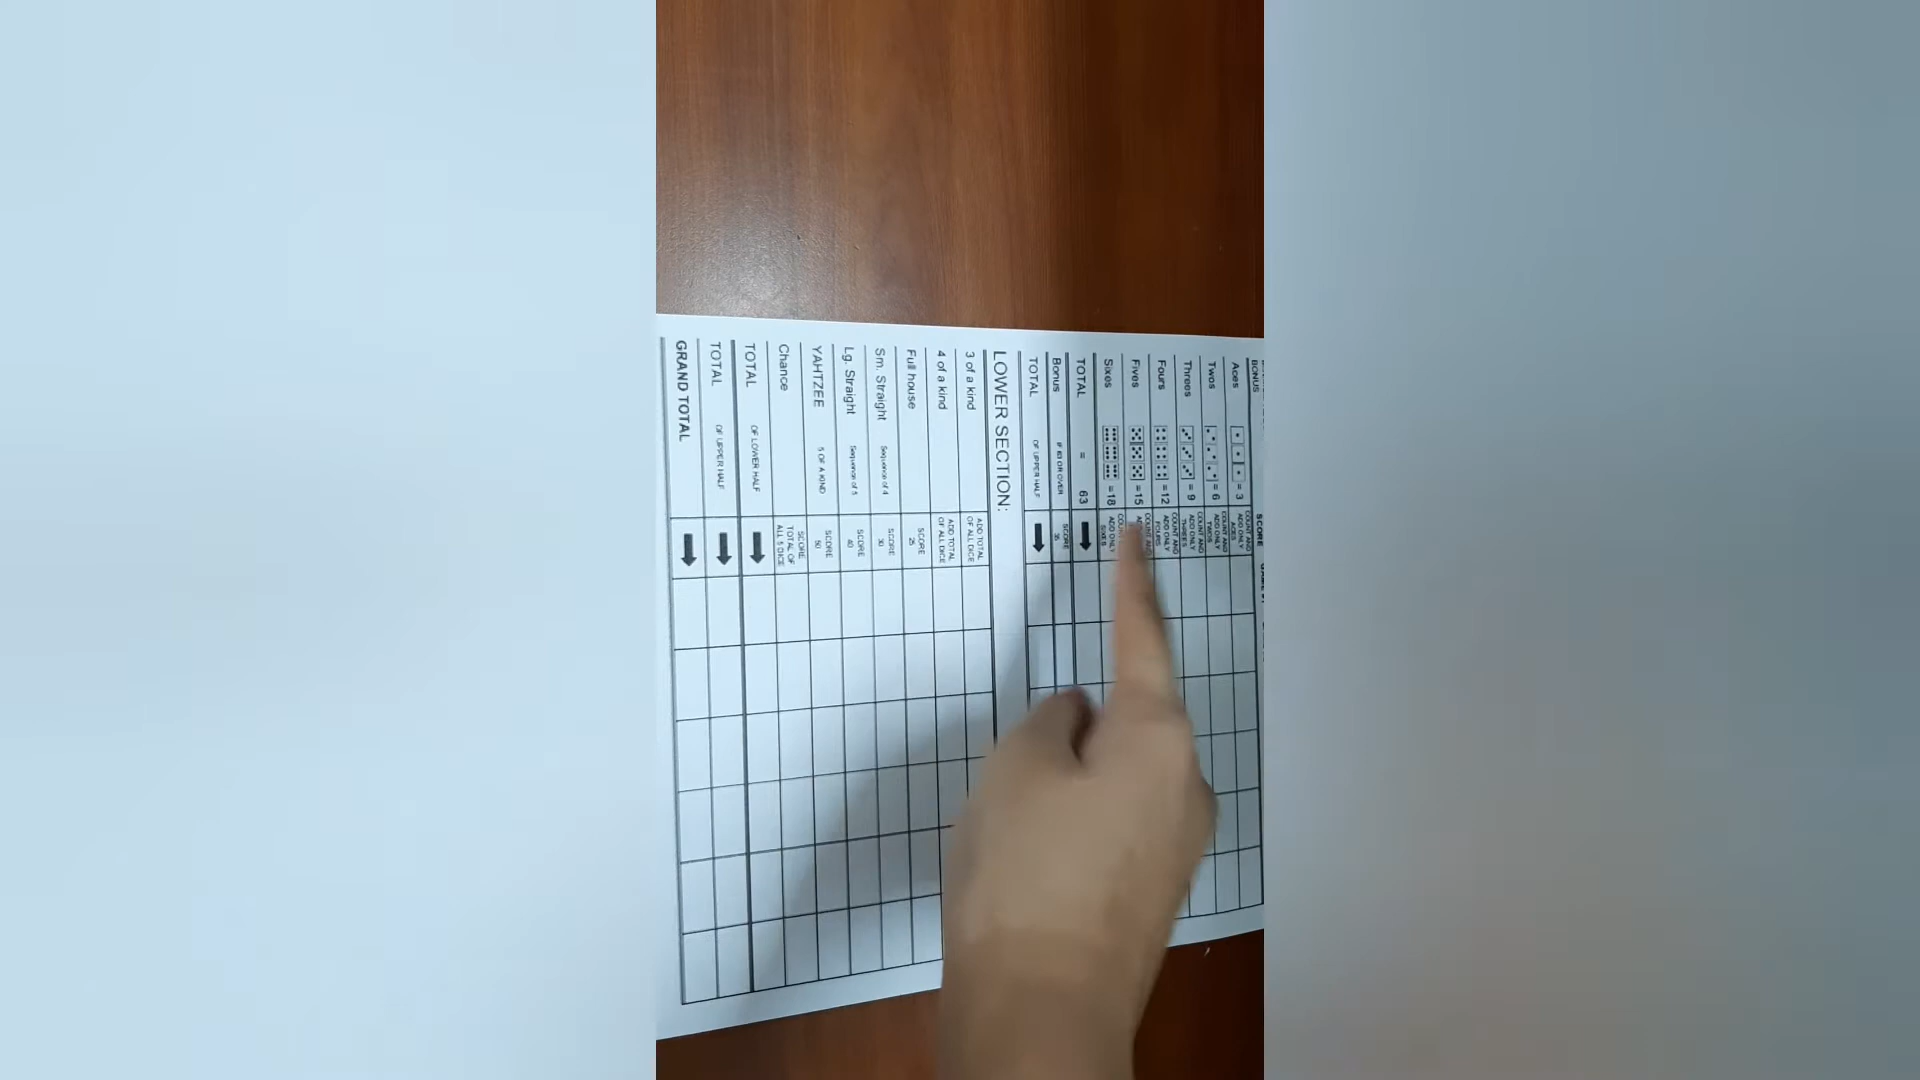 BONUS
SCORE
Aces = 3 COUNT AND ADD ONLY ACES
Twos = 6 COUNT AND ADD ONLY TWOS
Threes = 9 COUNT AND ADD ONLY THREES
Fours = 12 COUNT AND ADD ONLY FOURS
Fives = 15 COUNT AND
Sixes = 18 ADD ONLY SIXES
TOTAL = 63
Bonus IF 63 OR OVER SCORE 35
TOTAL OF UPPER HALF
LOWER SECTION:
3 of a kind ADD TOTAL OF ALL DICE
4 of a kind ADD TOTAL OF ALL DICE
Full house SCORE 25
Sm. Straight Sequence of 4 SCORE 30
Lg. Straight Sequence of 5 SCORE 40
YAHTZEE 5 OF A KIND SCORE 50
Chance SCORE TOTAL OF ALL 5 DICE
TOTAL OF LOWER HALF
TOTAL OF UPPER HALF
GRAND TOTAL